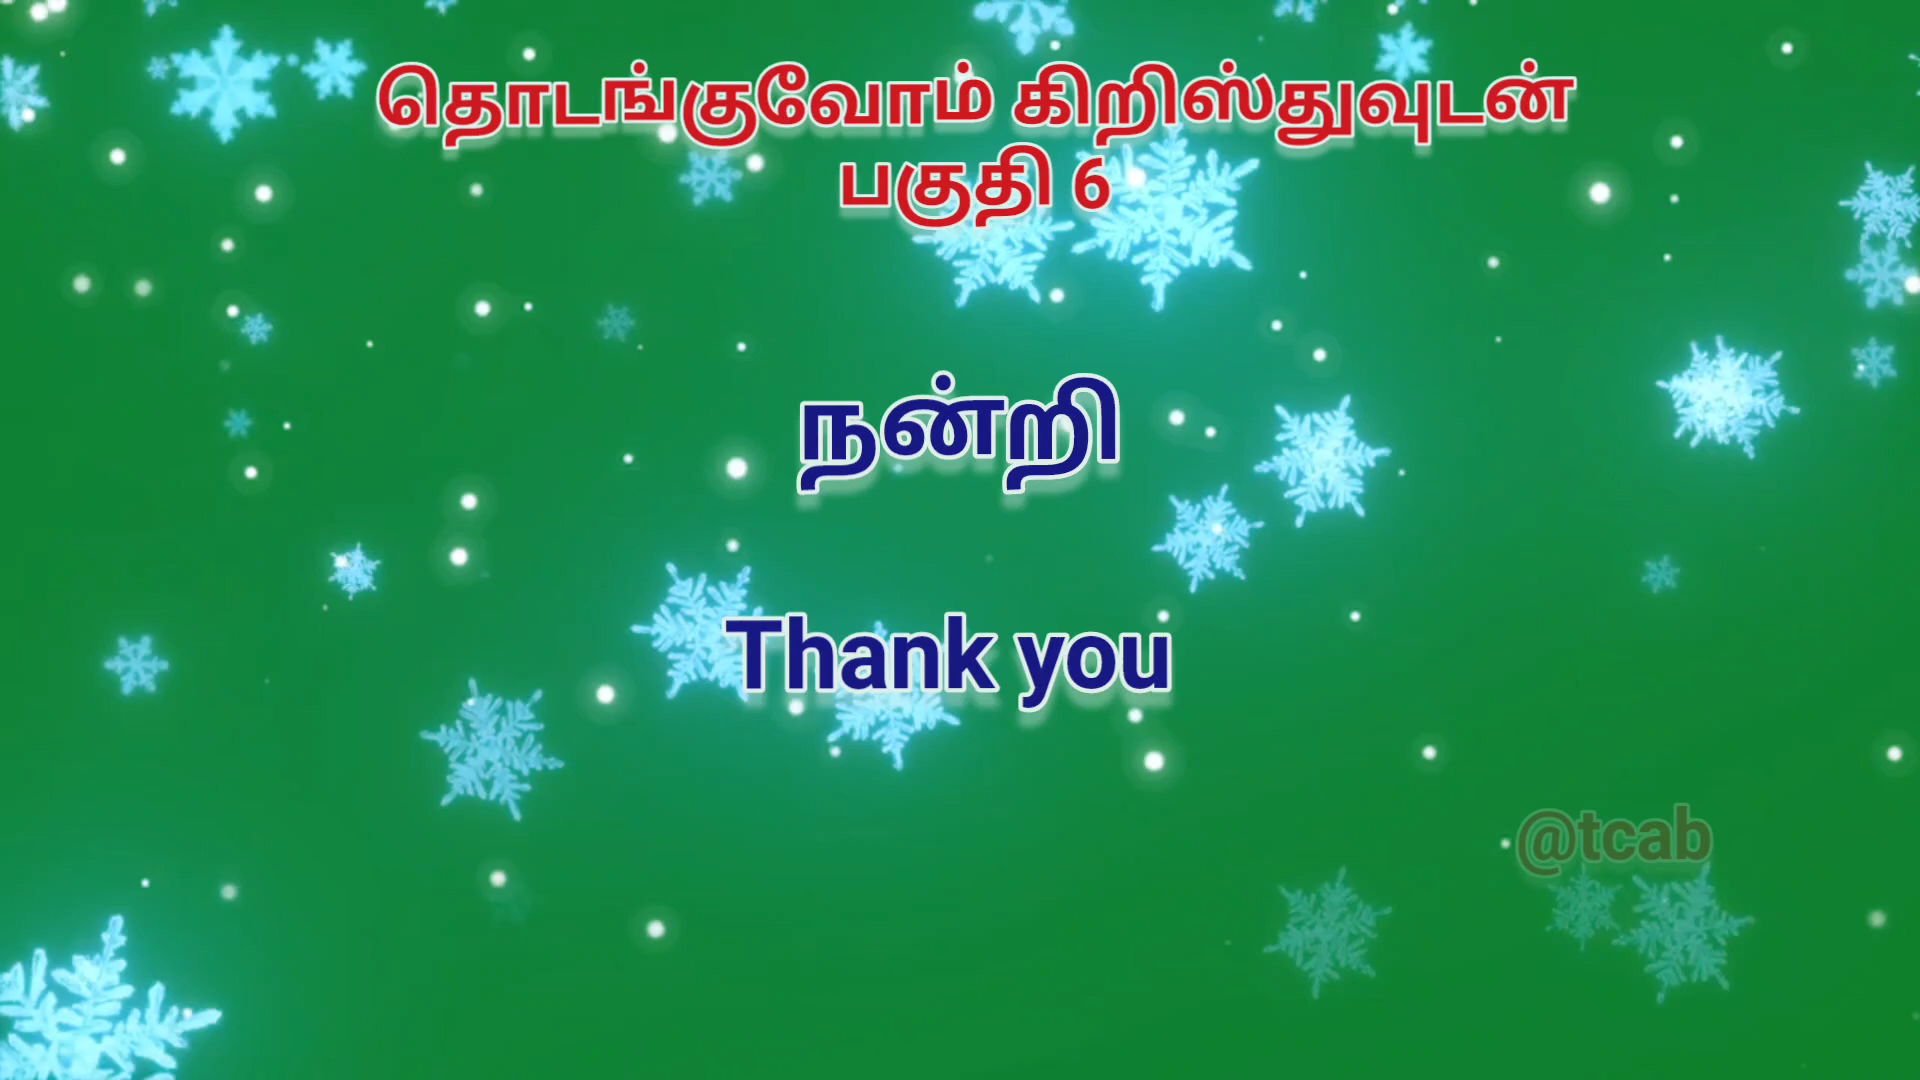 தொடங்குவோம் கிறிஸ்துவுடன்
பகுதி 6
நன்றி
Thank you
@tcab